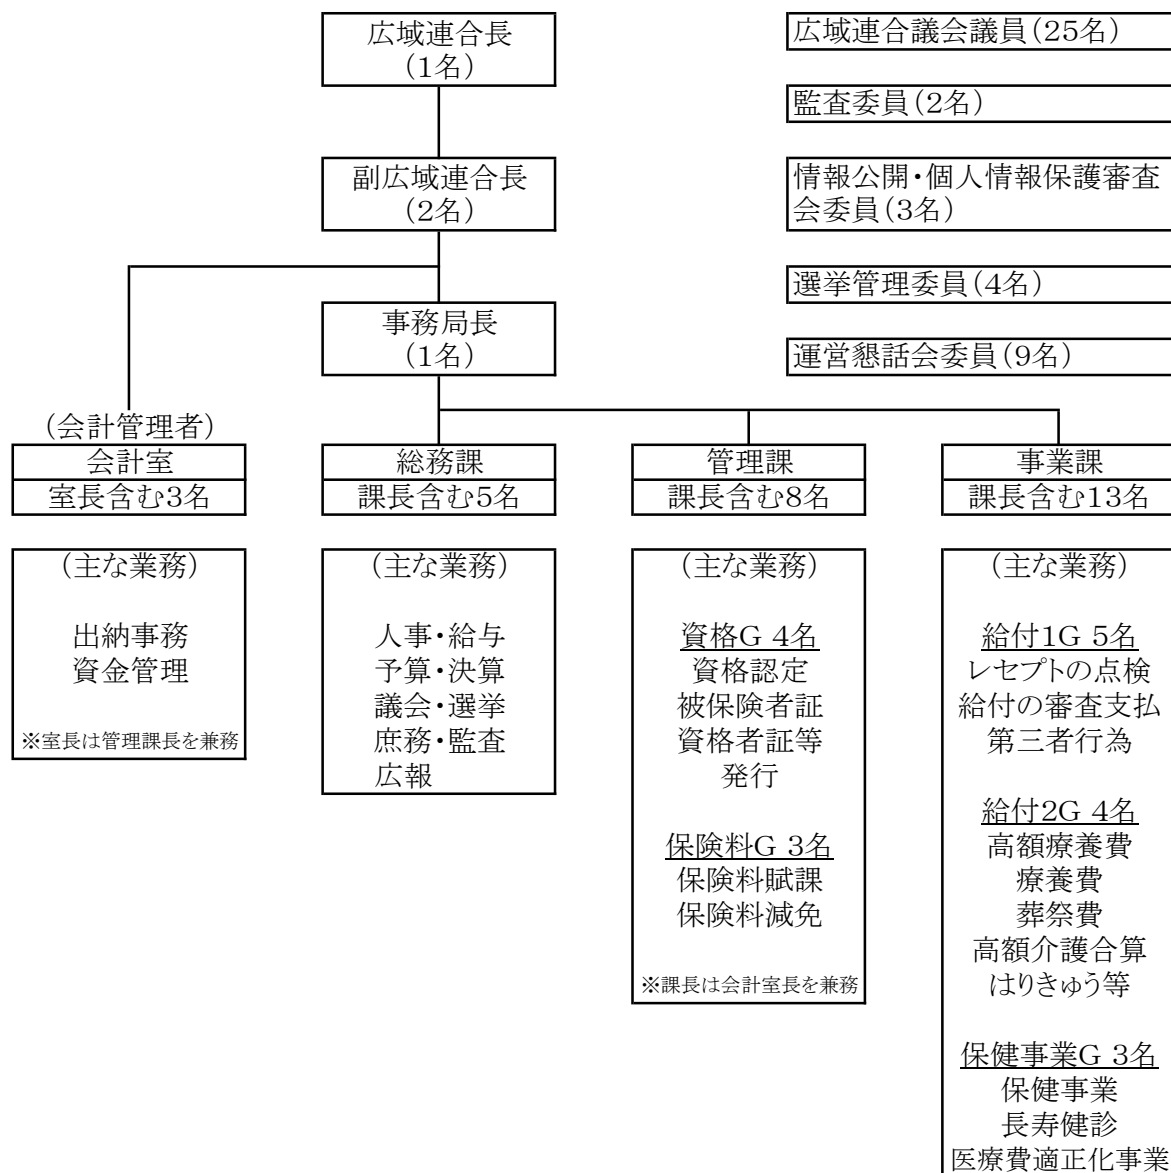 広域連合長
(1名)
広域連合議会議員(25名)
監査委員(2名)
副広域連合長
(2名)
情報公開・個人情報保護審査
会委員(3名)
選挙管理委員(4名)
事務局長
(1名)
運営懇話会委員(9名)
(会計管理者)
会計室
室長含む3名
総務課
課長含む5名
管理課
課長含む8名
事業課
課長含む13名
(主な業務)
出納事務
資金管理
※室長は管理課長を兼務
(主な業務)
人事・給与
予算・決算
議会・選挙
庶務・監査
広報
(主な業務)
資格G 4名
資格認定
被保険者証
資格者証等
発行
保険料G 3名
保険料賦課
保険料減免
※課長は会計室長を兼務
(主な業務)
給付1G 5名
レセプトの点検
給付の審査支払
第三者行為
給付2G 4名
高額療養費
療養費
葬祭費
高額介護合算
はりきゅう等
保健事業G 3名
保健事業
長寿健診
医療費適正化事業